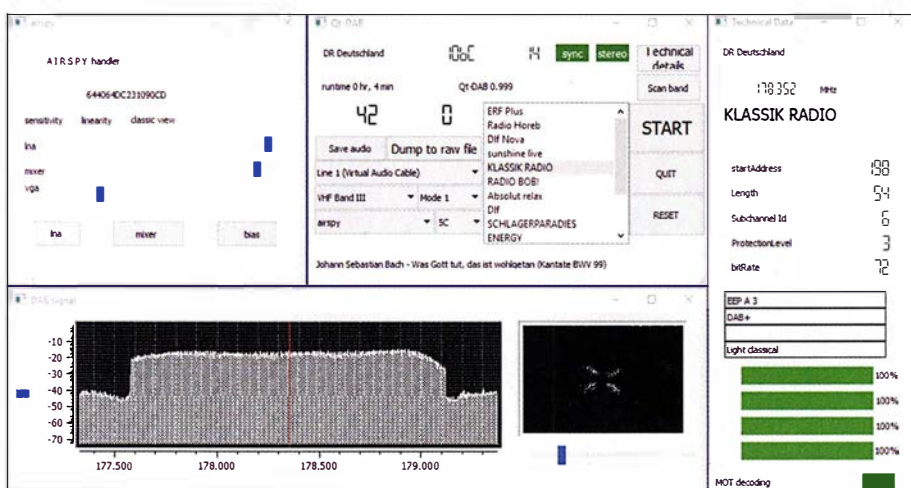 airspy
AIRSPY handler
644064DC231090CD
sensitivity linearity classic view
lna
mixer
vga
lna mixer bias
Qt-DAB
DR Deutschland
14 sync stereo
Technical details
runtime 0 hr, 4 min Qt-DAB 0.999
Scan band
42 0
ERF Plus
Radio Horeb
Dlf Nova
sunshine live
KLASSIK RADIO
RADIO BOB!
Absolut relax
Dlf
SCHLAGERPARADIES
ENERGY
START
Save audio Dump to raw file
Line 1 (Virtual Audio Cable)
QUIT
VHF Band III Mode 1
airspy SC
RESET
Johann Sebastian Bach - Was Gott tut, das ist wohlgetan (Kantate BWV 99)
Technical Data
DR Deutschland
178352 MHz
KLASSIK RADIO
startAddress 198
Length 54
Subchannel Id 6
ProtectionLevel 3
bitRate 72
EEP A 3
DAB+
Light classical
100%
100%
100%
100%
MOT decoding
DAB signal
-10
-20
-30
-40
-50
-60
-70
177.500 178.000 178.500 179.000